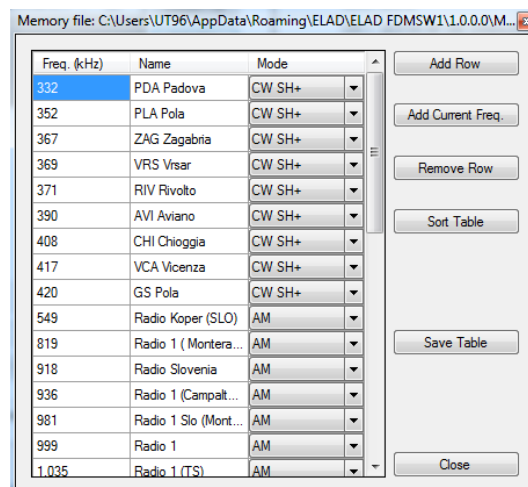 Memory file: C:\Users\UT96\AppData\Roaming\ELAD\ELAD FDMSW1\1.0.0.0\M...
Freq. (kHz) Name Mode
332 PDA Padova CW SH+
352 PLA Pola CW SH+
367 ZAG Zagabria CW SH+
369 VRS Vrsar CW SH+
371 RIV Rivolto CW SH+
390 AVI Aviano CW SH+
408 CHI Chioggia CW SH+
417 VCA Vicenza CW SH+
420 GS Pola CW SH+
549 Radio Koper (SLO) AM
819 Radio 1 ( Montera... AM
918 Radio Slovenia AM
936 Radio 1 (Campalt... AM
981 Radio 1 Slo (Mont... AM
999 Radio 1 AM
1.035 Radio 1 (TS) AM
Add Row
Add Current Freq.
Remove Row
Sort Table
Save Table
Close